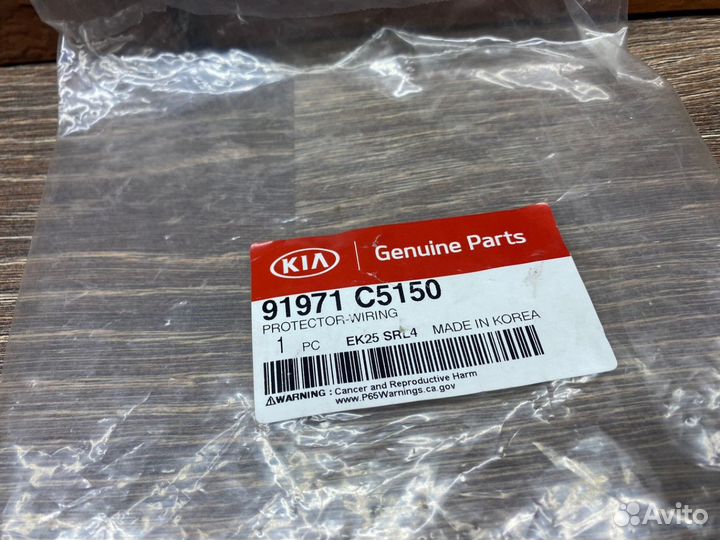 KIA
Genuine Parts
91971 C5150
PROTECTOR-WIRING
1 PC EK25 SRL4 MADE IN KOREA
WARNING : Cancer and Reproductive Harm
www.P65Warnings.ca.gov
Avito